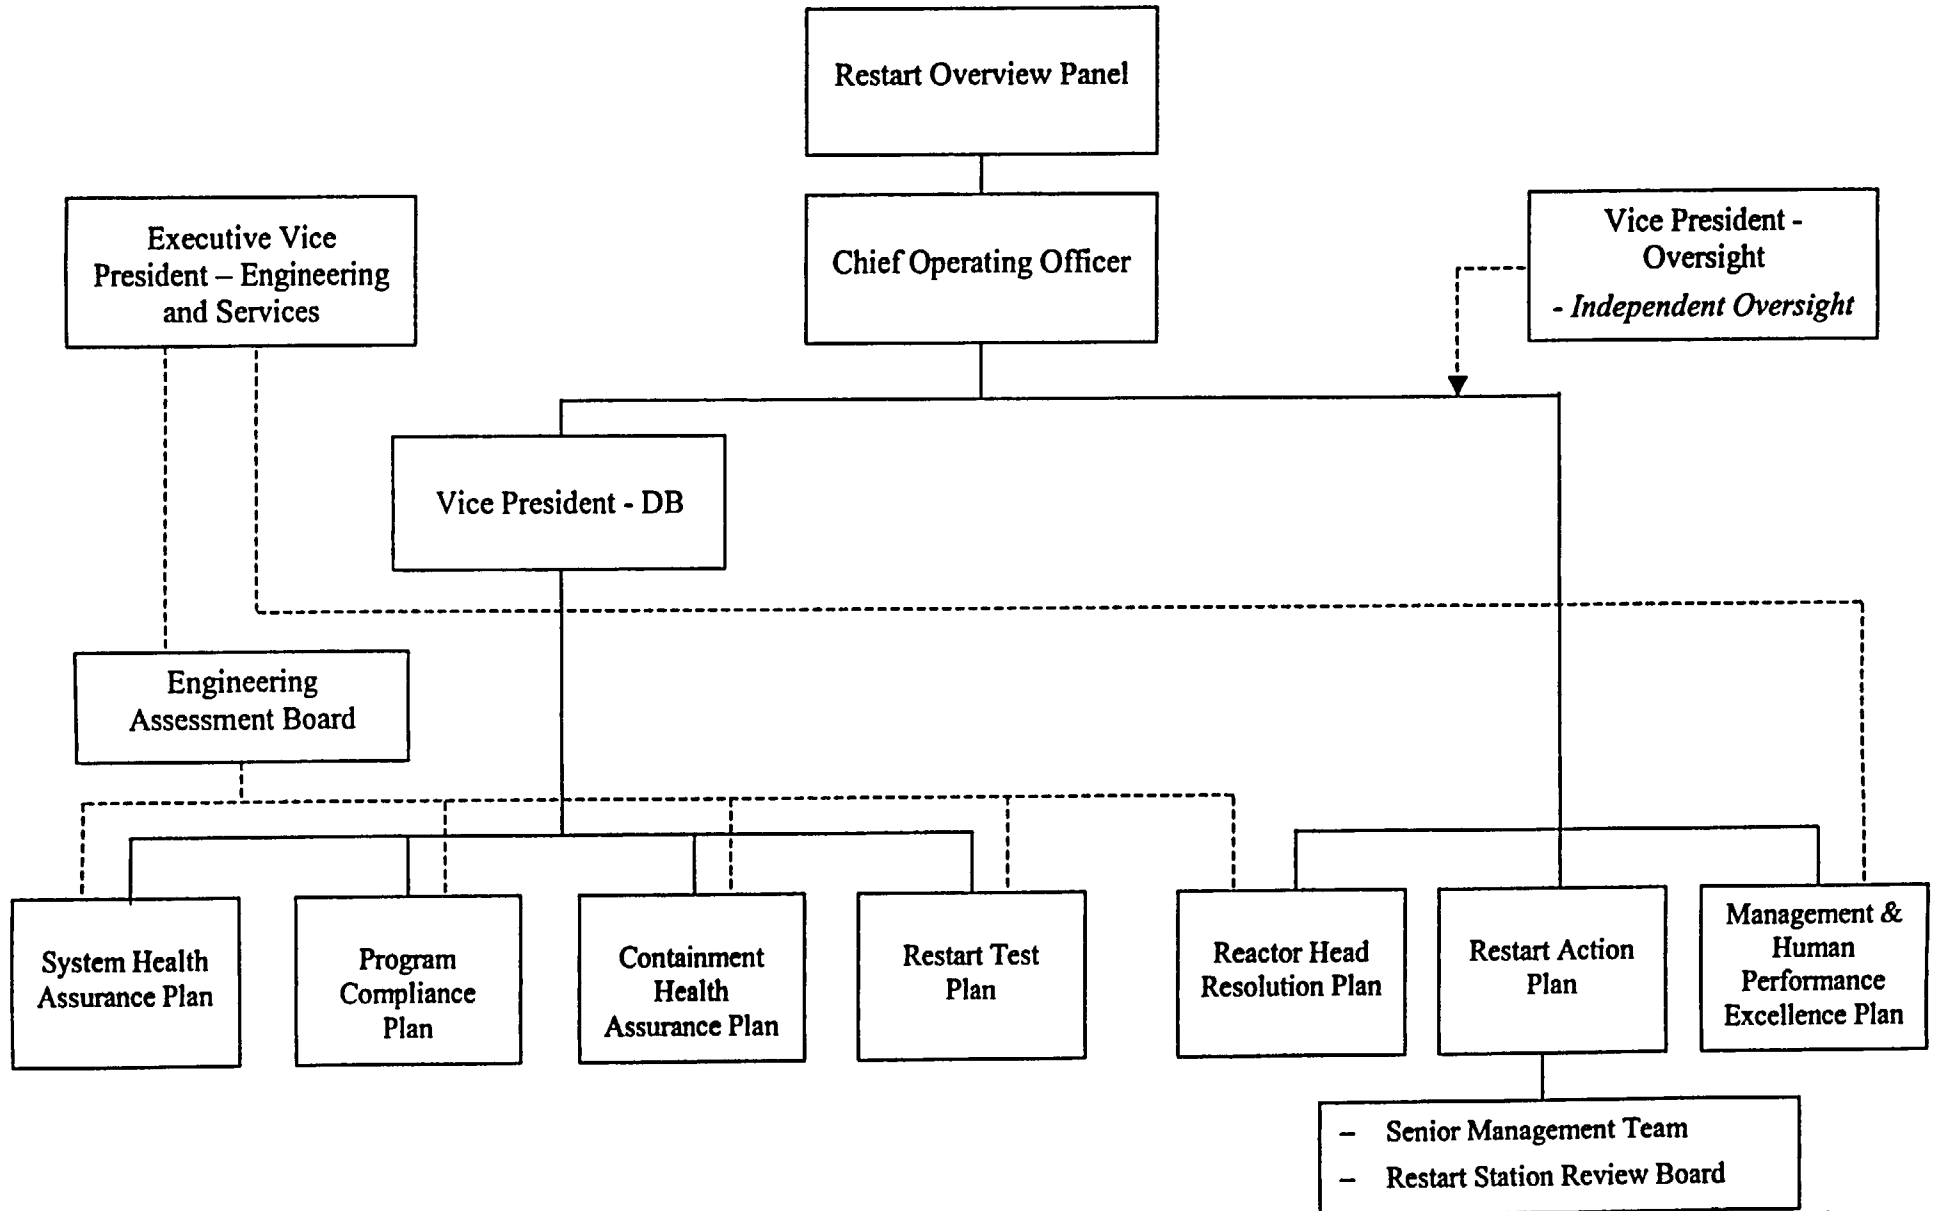 Restart Overview Panel
Executive Vice
President – Engineering
and Services
Chief Operating Officer
Vice President -
Oversight
- Independent Oversight
Vice President - DB
Engineering
Assessment Board
System Health
Assurance Plan
Program
Compliance
Plan
Containment
Health
Assurance Plan
Restart Test
Plan
Reactor Head
Resolution Plan
Restart Action
Plan
Management &
Human
Performance
Excellence Plan
– Senior Management Team
– Restart Station Review Board